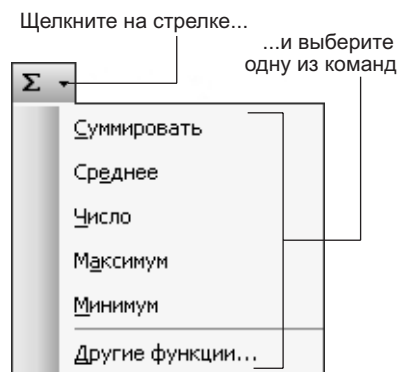 Щелкните на стрелке...
...и выберите
одну из команд
Σ
Суммировать
Среднее
Число
Максимум
Минимум
Другие функции...